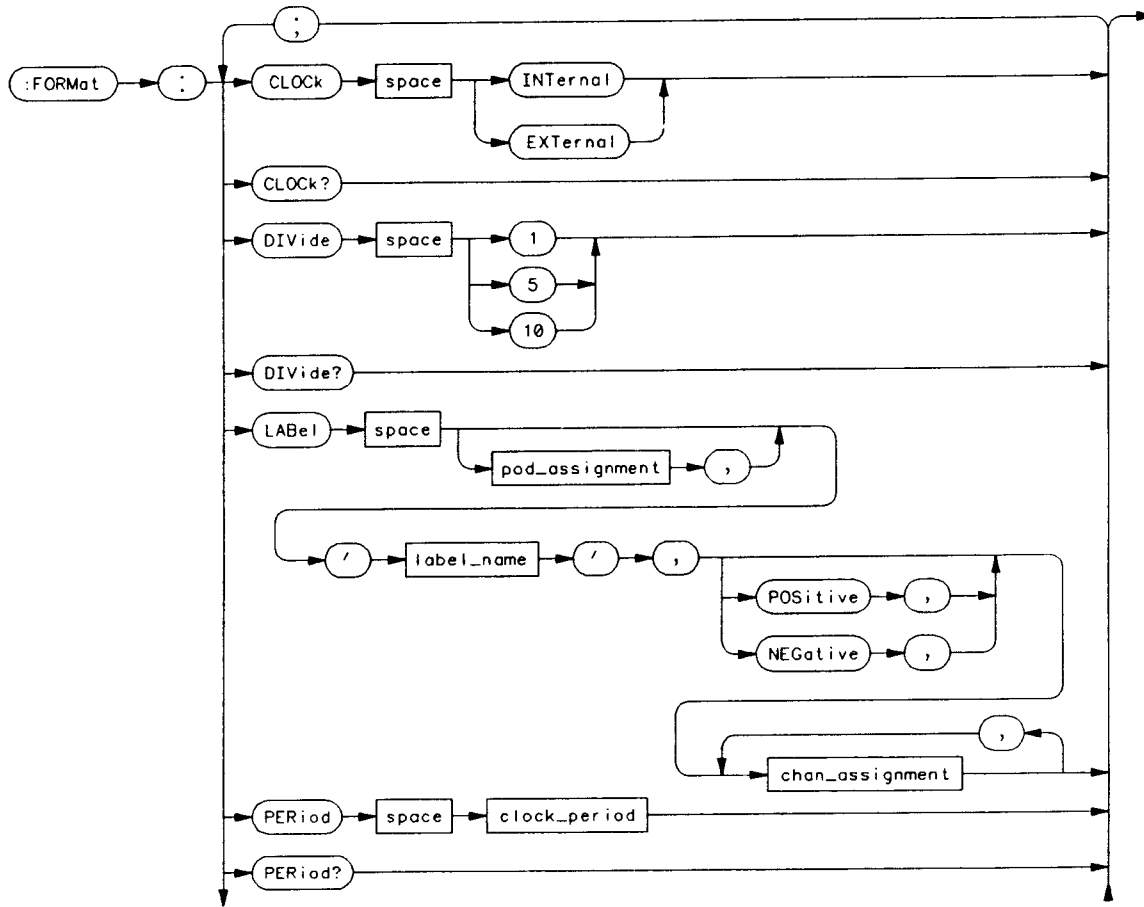 ;
:FORMat : CLOCk space INTernal
EXTernal
CLOCk?
DIVide space 1
5
10
DIVide?
LABel space
pod_assignment ,
' label_name ' ,
POSitive ,
NEGative ,
,
chan_assignment
PERiod space clock_period
PERiod?